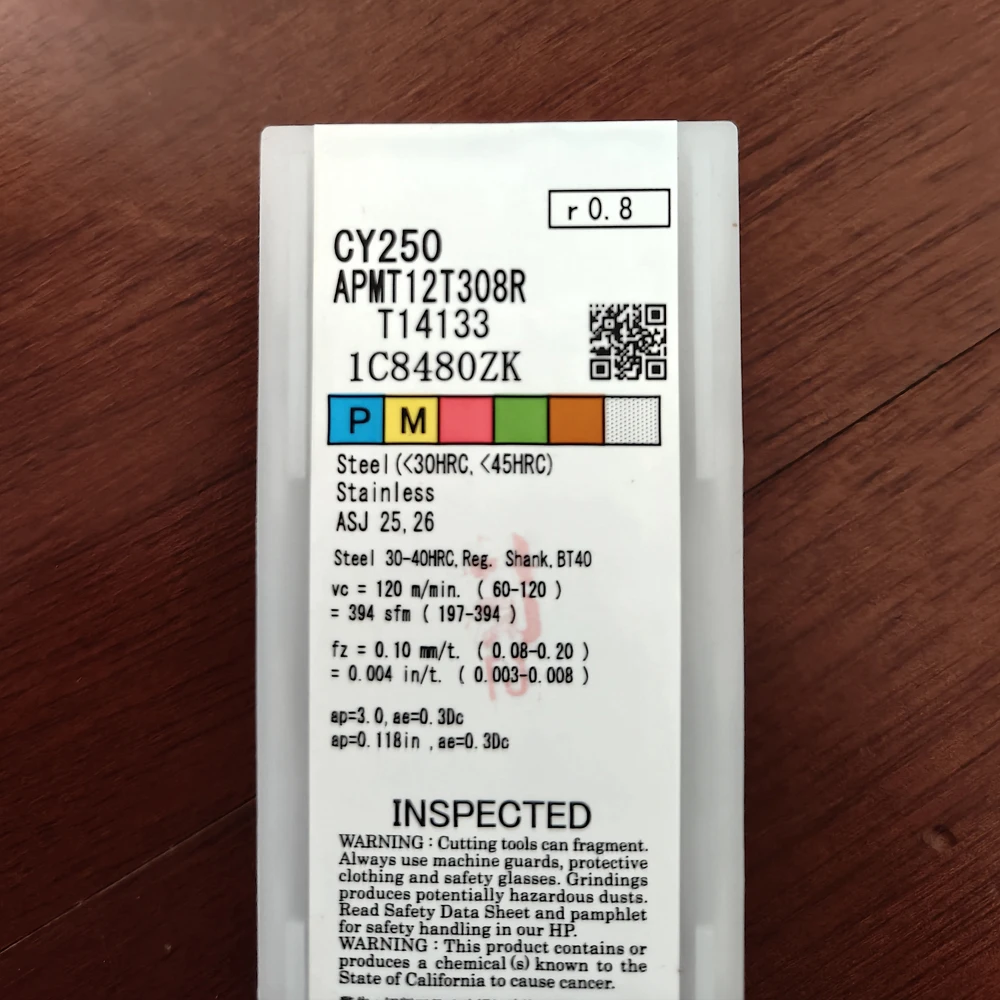 r0.8
CY250
APMT12T308R
T14133
1C8480ZK
P M
Steel(<30HRC,<45HRC)
Stainless
ASJ 25,26
Steel 30-40HRC,Reg. Shank,BT40
vc = 120 m/min. ( 60-120 )
= 394 sfm ( 197-394 )
fz = 0.10 mm/t. ( 0.08-0.20 )
= 0.004 in/t. ( 0.003-0.008 )
ap=3.0,ae=0.3Dc
ap=0.118in ,ae=0.3Dc
INSPECTED
WARNING : Cutting tools can fragment.
Always use machine guards, protective
clothing and safety glasses. Grindings
produces potentially hazardous dusts.
Read Safety Data Sheet and pamphlet
for safety handling in our HP.
WARNING : This product contains or
produces a chemical(s) known to the
State of California to cause cancer.